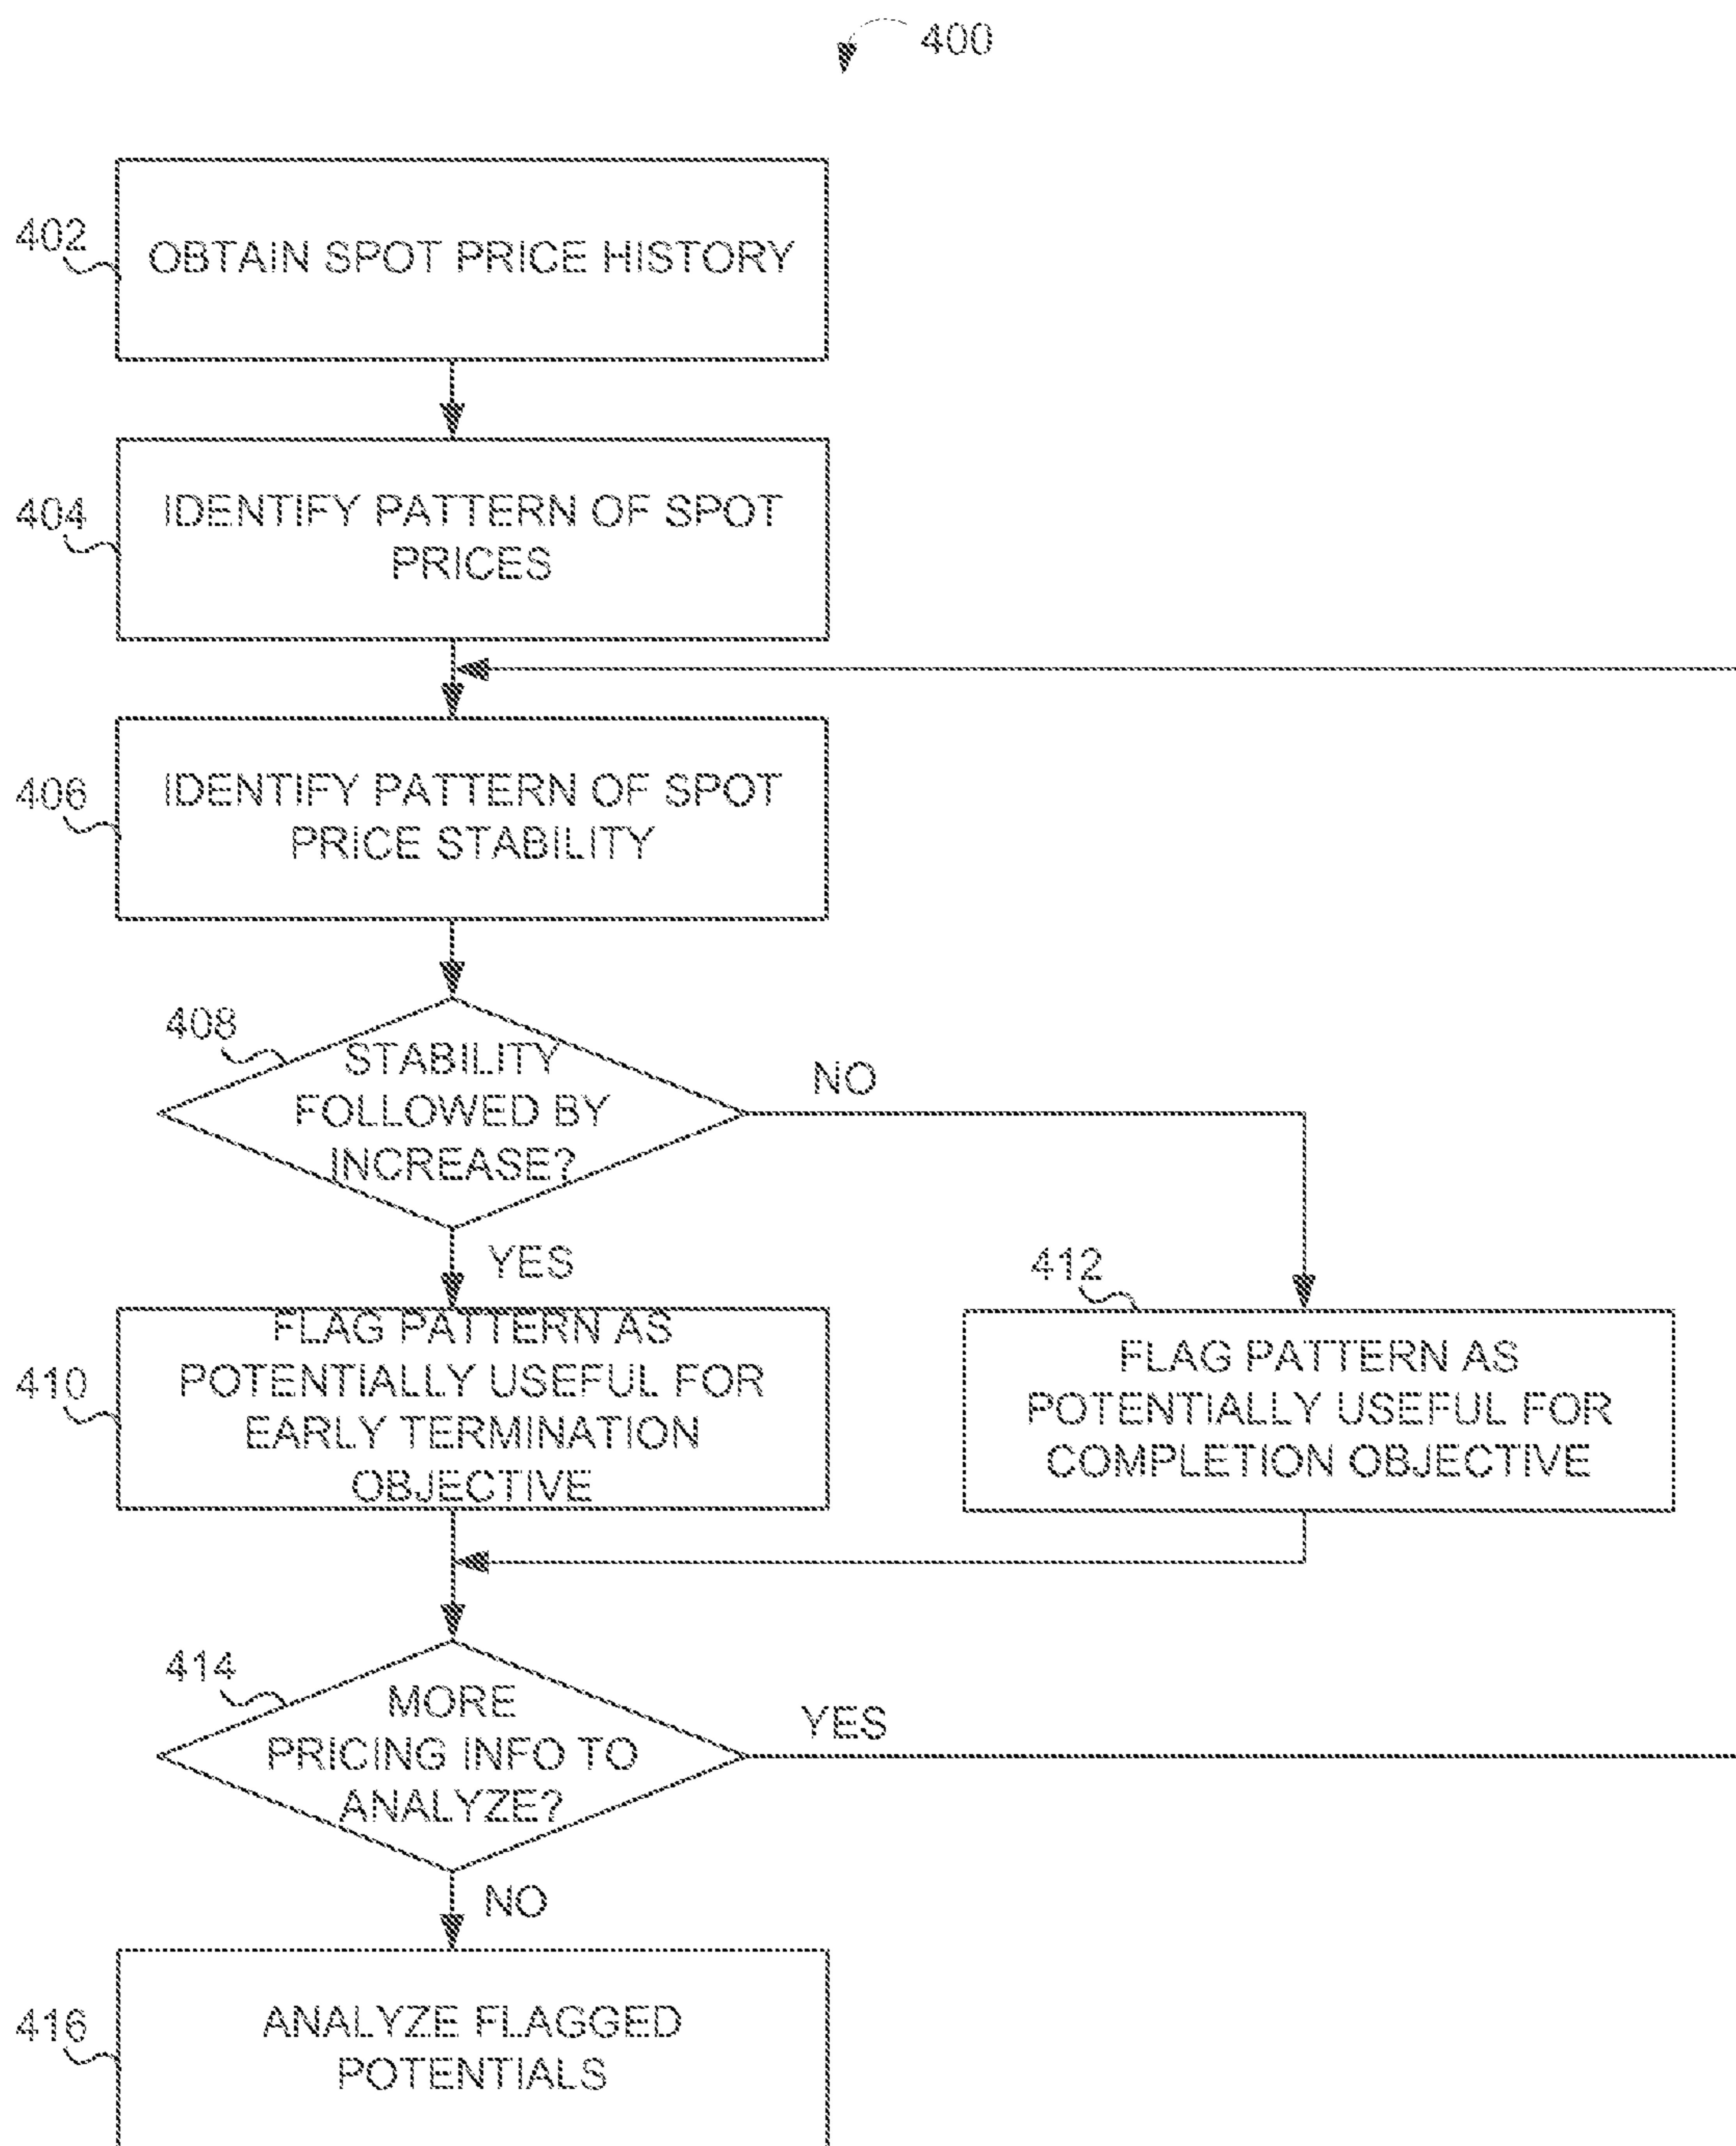 400
402
OBTAIN SPOT PRICE HISTORY
404
IDENTIFY PATTERN OF SPOT
PRICES
406
IDENTIFY PATTERN OF SPOT
PRICE STABILITY
408
STABILITY
FOLLOWED BY
INCREASE?
NO
YES
410
FLAG PATTERN AS
POTENTIALLY USEFUL FOR
EARLY TERMINATION
OBJECTIVE
412
FLAG PATTERN AS
POTENTIALLY USEFUL FOR
COMPLETION OBJECTIVE
414
MORE
PRICING INFO TO
ANALYZE?
YES
NO
416
ANALYZE FLAGGED
POTENTIALS